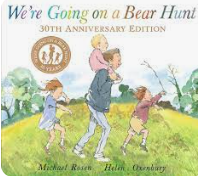 We're Going on a Bear Hunt
30TH ANNIVERSARY EDITION
Michael Rosen Helen Oxenbury